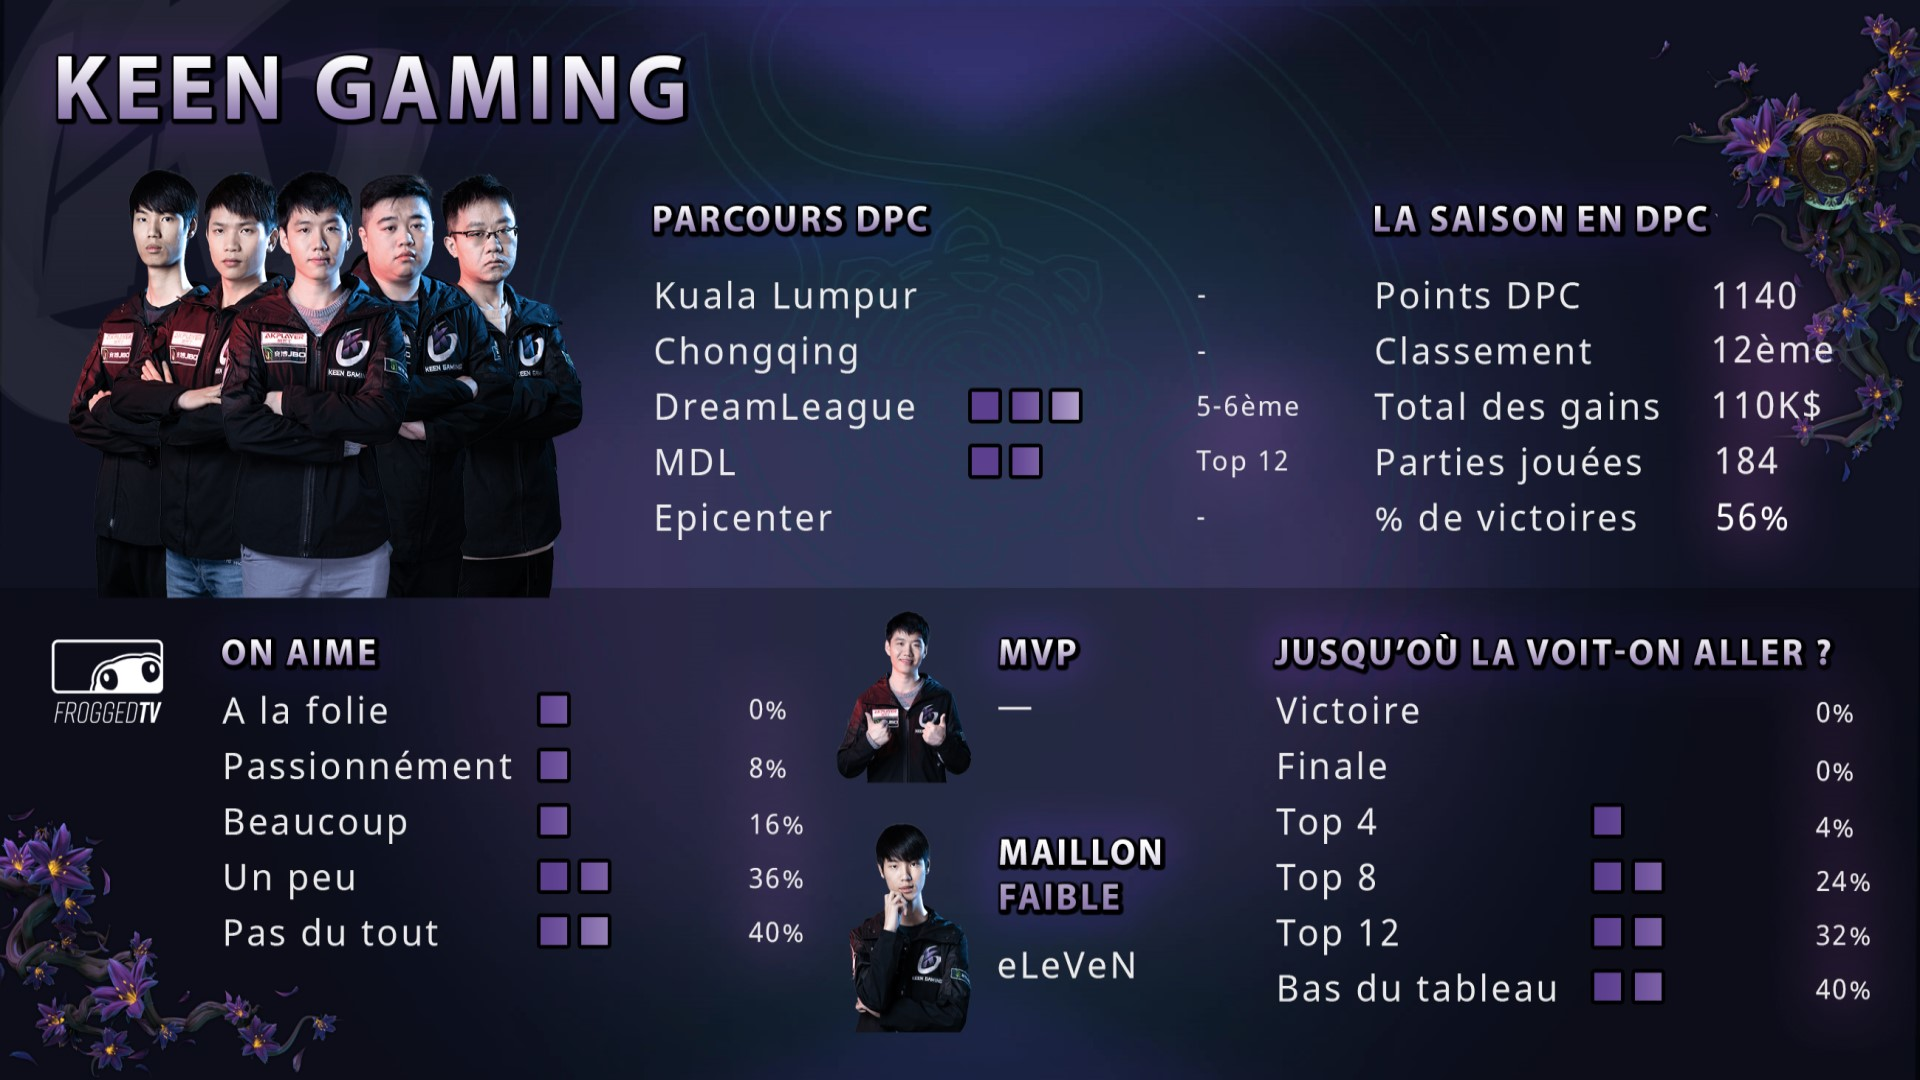 KEEN GAMING
PARCOURS DPC
Kuala Lumpur -
Chongqing -
DreamLeague 5-6ème
MDL Top 12
Epicenter -
LA SAISON EN DPC
Points DPC 1140
Classement 12ème
Total des gains 110K$
Parties jouées 184
% de victoires 56%
FROGGEDTV
ON AIME
A la folie 0%
Passionnément 8%
Beaucoup 16%
Un peu 36%
Pas du tout 40%
MVP
—
MAILLON
FAIBLE
eLeVeN
JUSQU'OÙ LA VOIT-ON ALLER ?
Victoire 0%
Finale 0%
Top 4 4%
Top 8 24%
Top 12 32%
Bas du tableau 40%